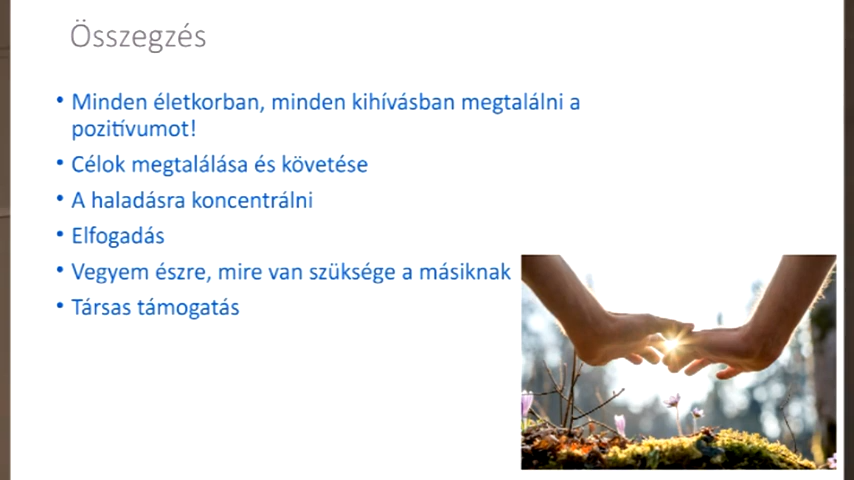 Összegzés
• Minden életkorban, minden kihívásban megtalálni a
pozitívumot!
• Célok megtalálása és követése
• A haladásra koncentrálni
• Elfogadás
• Vegyem észre, mire van szüksége a másiknak
• Társas támogatás